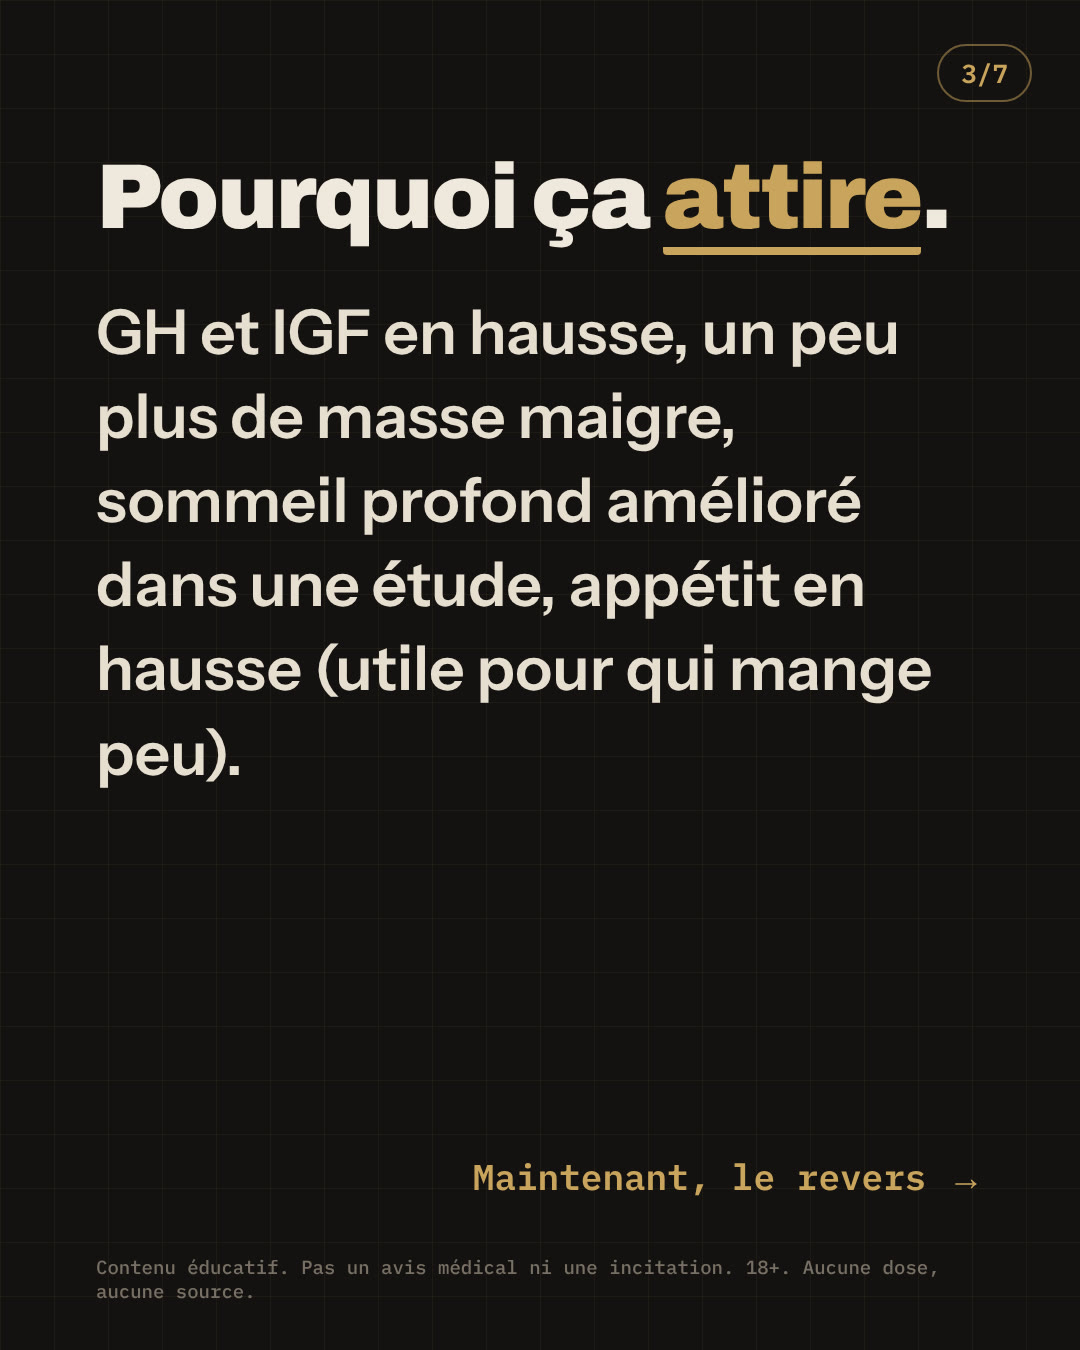 3/7
Pourquoi ça attire.
GH et IGF en hausse, un peu
plus de masse maigre,
sommeil profond amélioré
dans une étude, appétit en
hausse (utile pour qui mange
peu).
Maintenant, le revers →
Contenu éducatif. Pas un avis médical ni une incitation. 18+. Aucune dose,
aucune source.